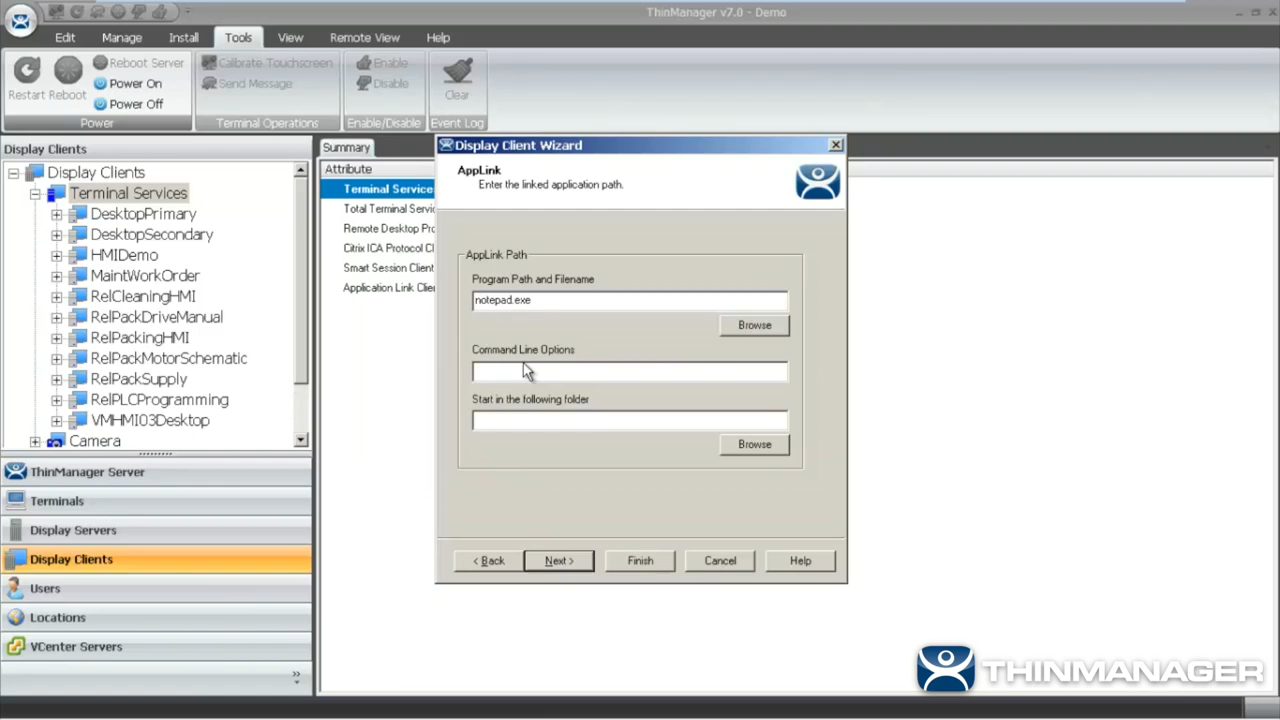 ThinManager v7.0 - Demo
Edit Manage Install Tools View Remote View Help
Restart Reboot
Reboot Server
Power On
Power Off
Power
Calibrate Touchscreen
Send Message
Terminal Operations
Enable
Disable
Enable/Disable
Clear
Event Log
Display Clients
Display Clients
Terminal Services
DesktopPrimary
DesktopSecondary
HMIDemo
MaintWorkOrder
RelCleaningHMI
RelPackDriveManual
RelPackingHMI
RelPackMotorSchematic
RelPackSupply
RelPLCProgramming
VMHMI03Desktop
Camera
ThinManager Server
Terminals
Display Servers
Display Clients
Users
Locations
VCenter Servers
Summary
Attribute
Terminal Service
Total Terminal Servic
Remote Desktop Pro
Citrix ICA Protocol Cl
Smart Session Client
Application Link Clie
Display Client Wizard
AppLink
Enter the linked application path.
AppLink Path
Program Path and Filename
notepad.exe
Browse
Command Line Options
Start in the following folder
Browse
< Back Next > Finish Cancel Help
THINMANAGER